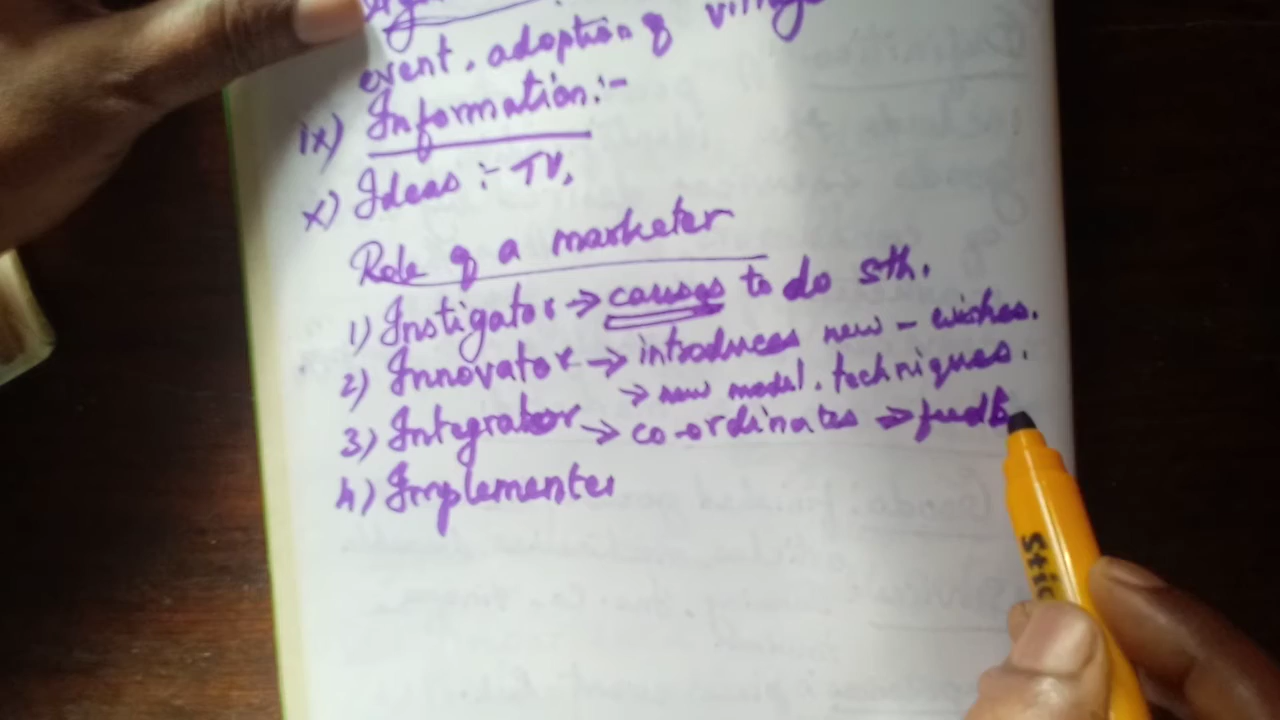 event, adoption of village
ix) Information:-
x) Ideas :- TV,
Role of a marketer
1) Instigator → causes to do sth.
2) Innovator → introduces new - wishes.
→ new model. techniques.
3) Integrator → co-ordinates → feedb
4) Implementer
Stic